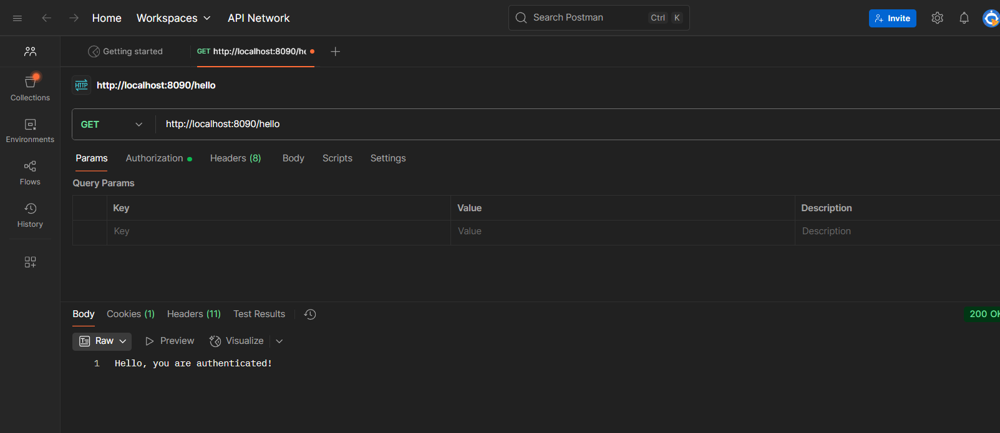 Home Workspaces API Network Search Postman Ctrl K Invite
Getting started GET http://localhost:8090/he
HTTP http://localhost:8090/hello
Collections
GET http://localhost:8090/hello
Environments
Params Authorization Headers (8) Body Scripts Settings
Flows
Query Params
Key Value Description
History
Key Value Description
Body Cookies (1) Headers (11) Test Results 200 OK
Raw Preview Visualize
1 Hello, you are authenticated!